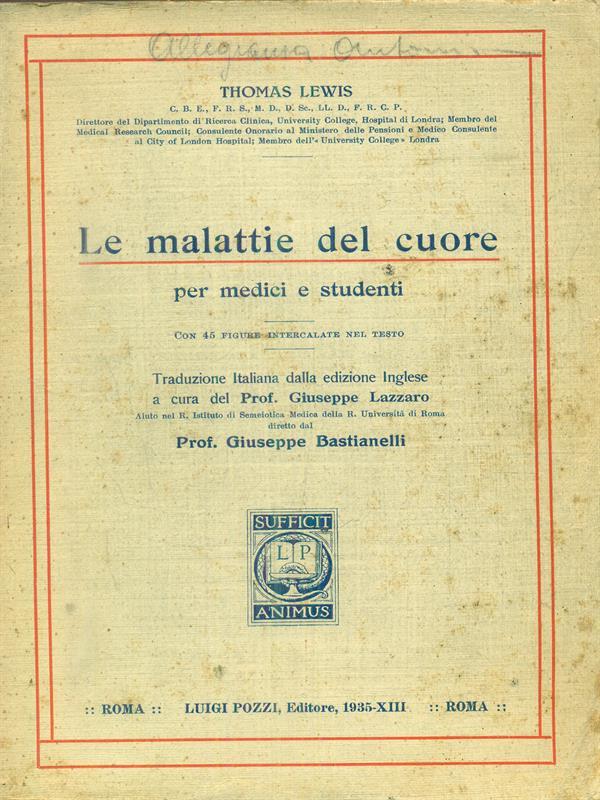 Allegranza Antonio
THOMAS LEWIS
C. B. E., F. R. S., M. D., D. Sc., LL. D., F. R. C. P.
Direttore del Dipartimento di Ricerca Clinica, University College, Hospital di Londra; Membro del
Medical Research Council; Consulente Onorario al Ministero delle Pensioni e Medico Consulente
al City of London Hospital; Membro dell'« University College » Londra
Le malattie del cuore
per medici e studenti
CON 45 FIGURE INTERCALATE NEL TESTO
Traduzione Italiana dalla edizione Inglese
a cura del Prof. Giuseppe Lazzaro
Aiuto nel R. Istituto di Semeiotica Medica della R. Università di Roma
diretto dal
Prof. Giuseppe Bastianelli
SUFFICIT
L P
ANIMUS
:: ROMA :: LUIGI POZZI, Editore, 1935-XIII :: ROMA ::